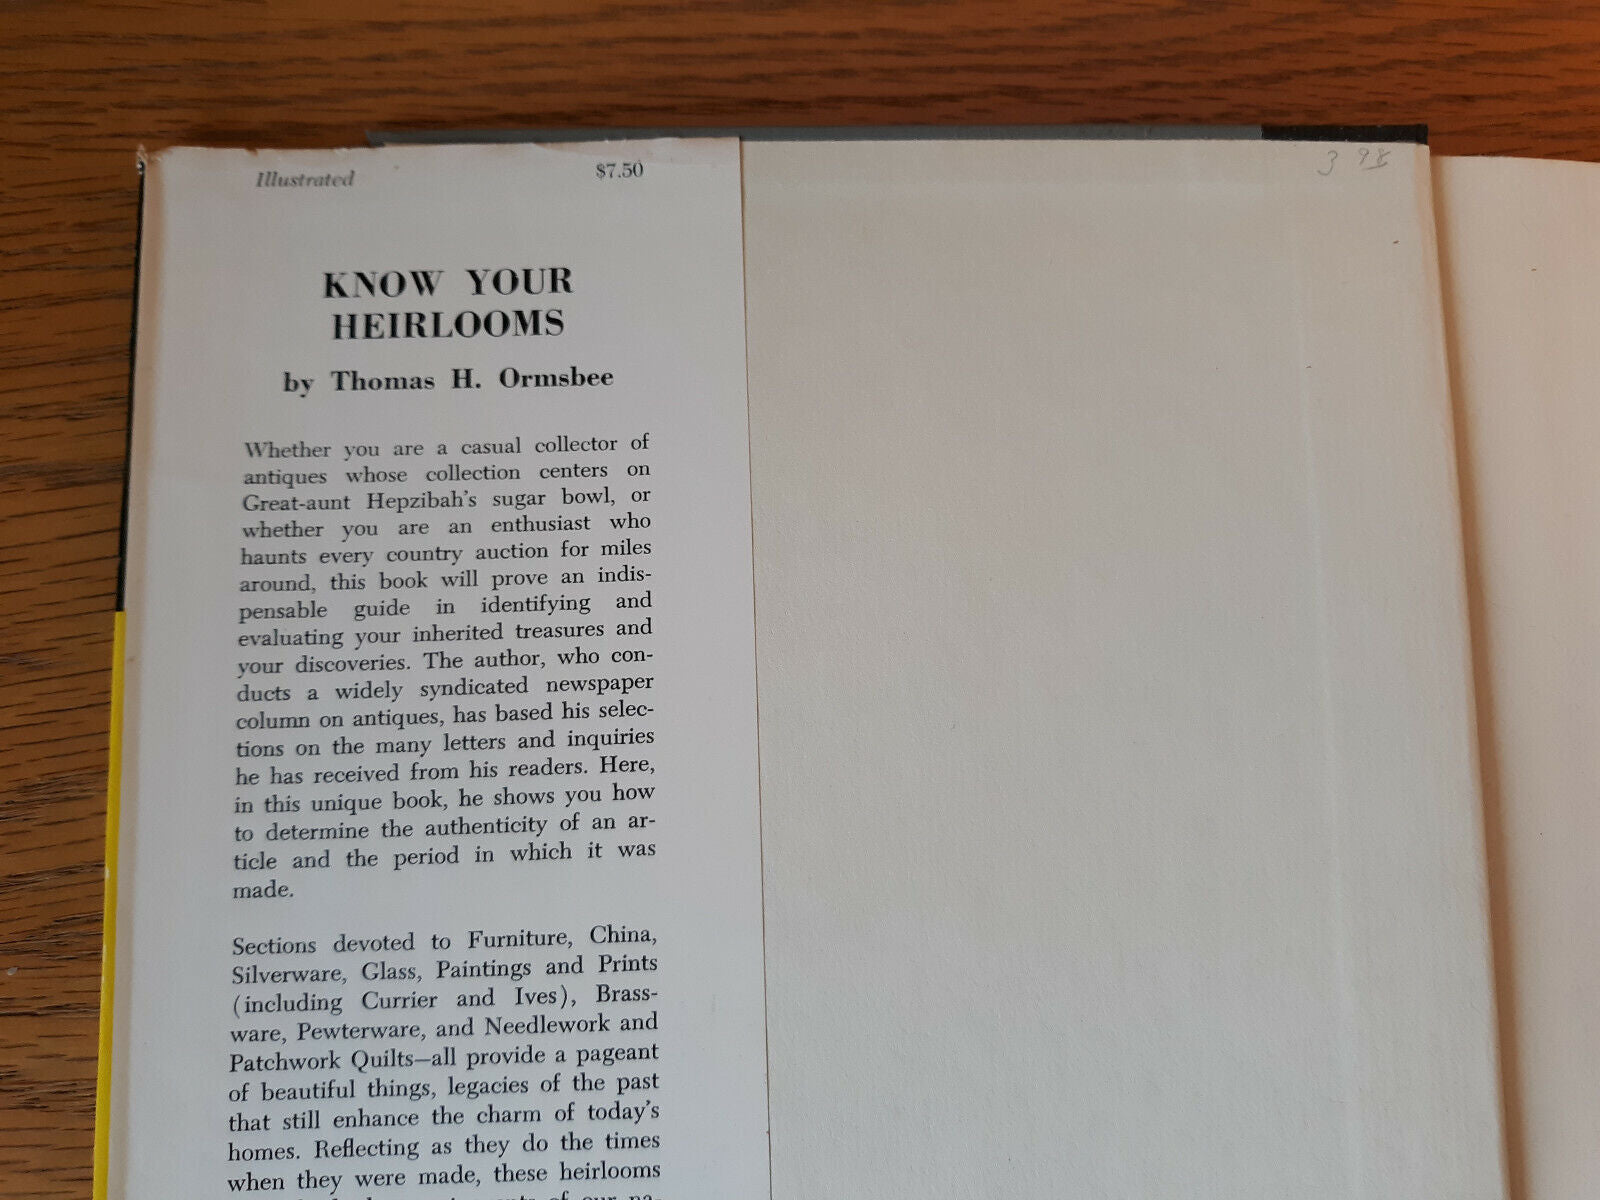 Illustrated
$7.50
3 98
KNOW YOUR
HEIRLOOMS
by Thomas H. Ormsbee
Whether you are a casual collector of
antiques whose collection centers on
Great-aunt Hepzibah's sugar bowl, or
whether you are an enthusiast who
haunts every country auction for miles
around, this book will prove an indis-
pensable guide in identifying and
evaluating your inherited treasures and
your discoveries. The author, who con-
ducts a widely syndicated newspaper
column on antiques, has based his selec-
tions on the many letters and inquiries
he has received from his readers. Here,
in this unique book, he shows you how
to determine the authenticity of an ar-
ticle and the period in which it was
made.
Sections devoted to Furniture, China,
Silverware, Glass, Paintings and Prints
(including Currier and Ives), Brass-
ware, Pewterware, and Needlework and
Patchwork Quilts—all provide a pageant
of beautiful things, legacies of the past
that still enhance the charm of today's
homes. Reflecting as they do the times
when they were made, these heirlooms
of our na-